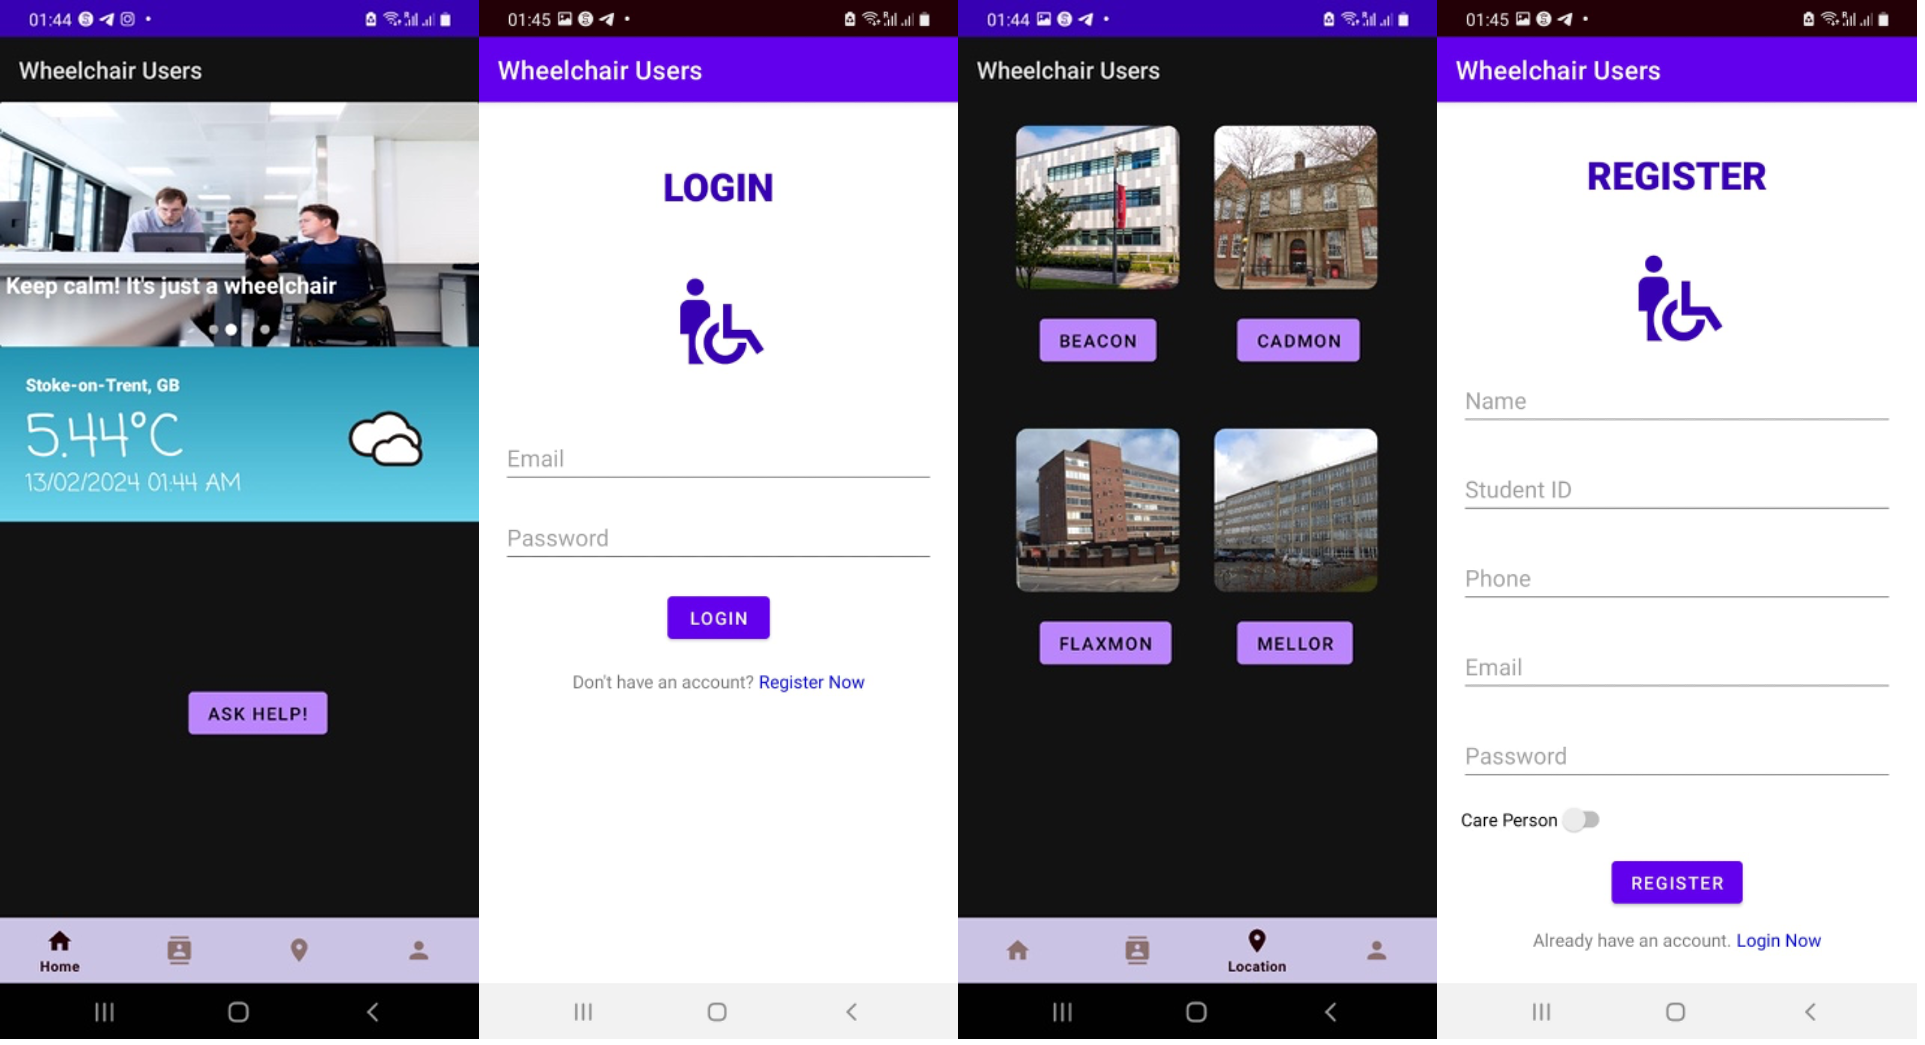 01:44
Wheelchair Users
Keep calm! It's just a wheelchair
Stoke-on-Trent, GB
5.44°C
13/02/2024 01:44 AM
ASK HELP!
Home
01:45
Wheelchair Users
LOGIN
Email
Password
LOGIN
Don't have an account? Register Now
01:44
Wheelchair Users
BEACON
CADMON
FLAXMON
MELLOR
Location
01:45
Wheelchair Users
REGISTER
Name
Student ID
Phone
Email
Password
Care Person
REGISTER
Already have an account. Login Now